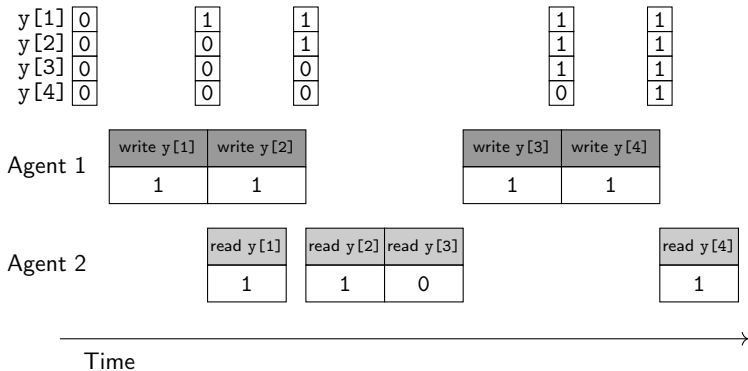 y[1] 0 1 1 1 1
y[2] 0 0 1 1 1
y[3] 0 0 0 1 1
y[4] 0 0 0 0 1
Agent 1
write y[1] write y[2] write y[3] write y[4]
1 1 1 1
Agent 2
read y[1] read y[2] read y[3] read y[4]
1 1 0 1
Time